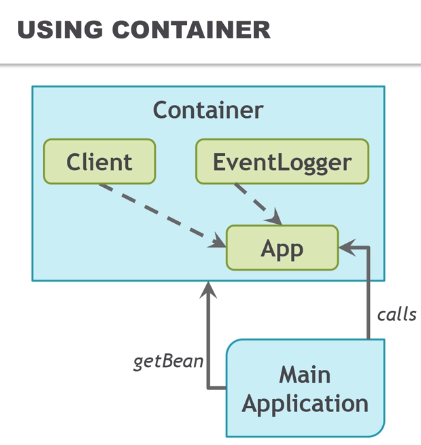 USING CONTAINER
Container
Client
EventLogger
App
calls
getBean
Main
Application